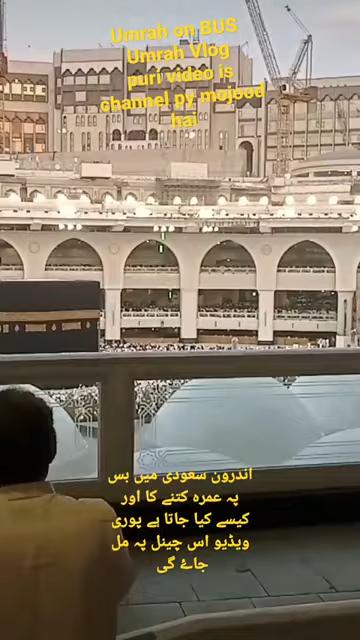 Umrah on BUS
Umrah Vlog
puri video is
channel py mojood
hai
اندرون سعودی میں بس
پہ عمرہ کتنے کا اور
کیسے کیا جاتا ہے پوری
ویڈیو اس چینل پہ مل
جاۓ گی